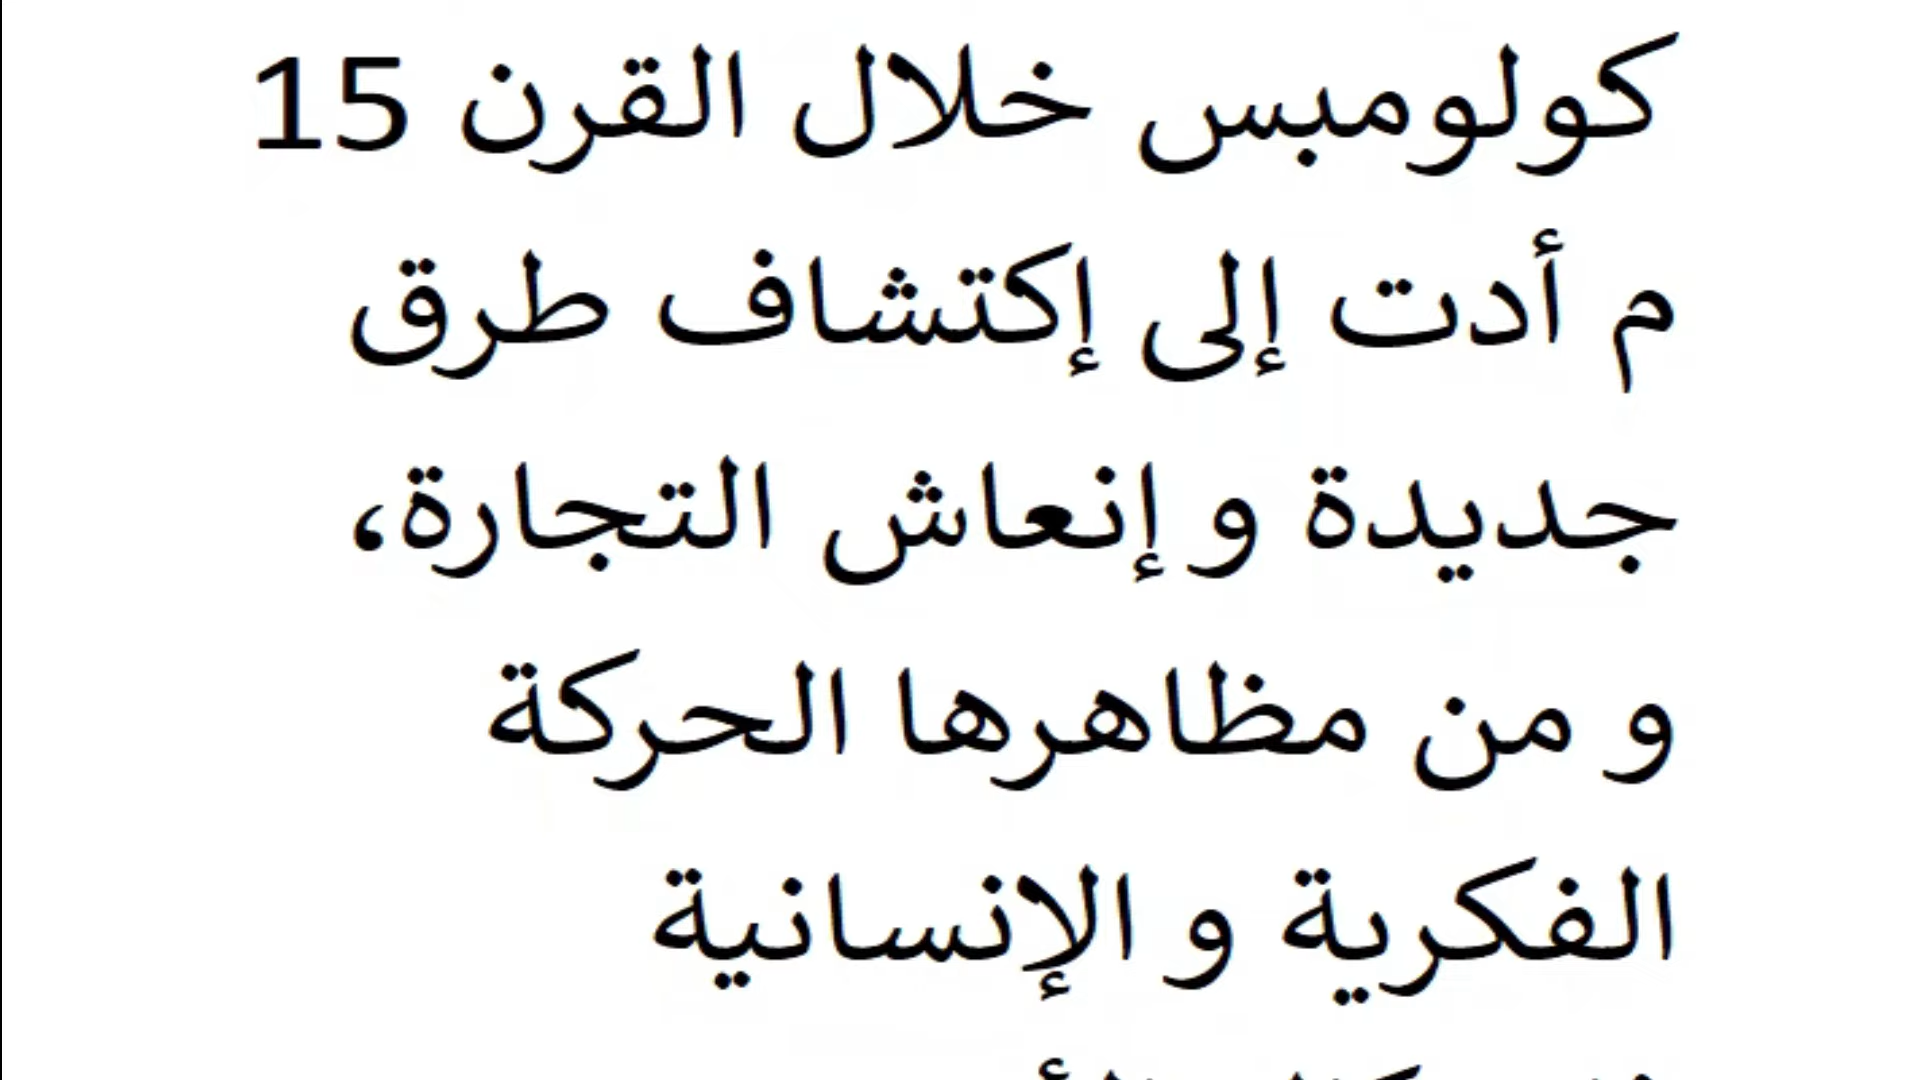 كولومبس خلال القرن 15
م أدت إلى إكتشاف طرق
جديدة و إنعاش التجارة،
و من مظاهرها الحركة
الفكرية و الإنسانية